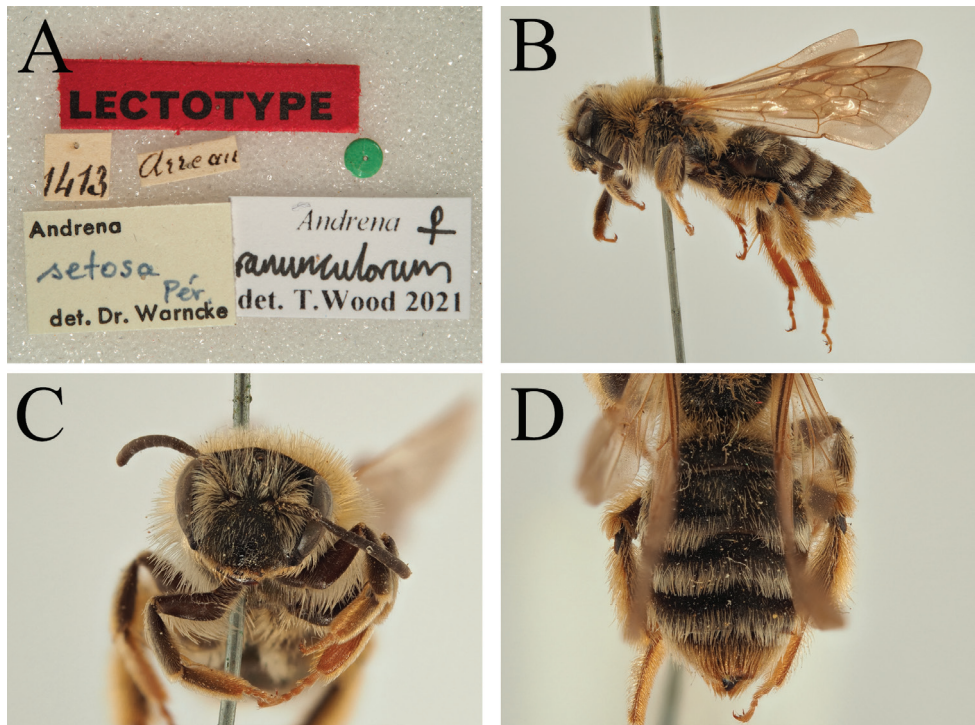 A
LECTOTYPE
1413
Arreau
Andrena
setosa
Pér.
det. Dr. Warncke
Andrena ♀
ranunculorum
det. T.Wood 2021
B
C
D